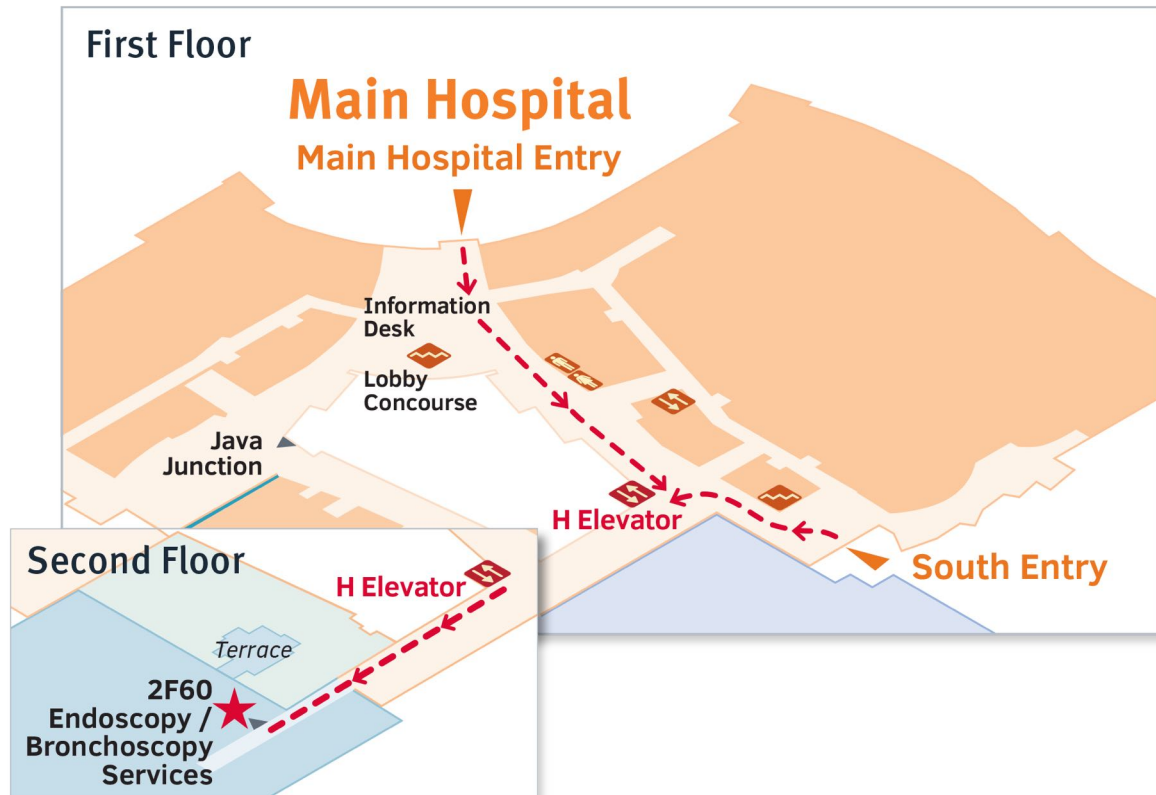 First Floor
Main Hospital
Main Hospital Entry
Information
Desk
Lobby
Concourse
Java
Junction
H Elevator
South Entry
Second Floor
H Elevator
Terrace
2F60
Endoscopy /
Bronchoscopy
Services